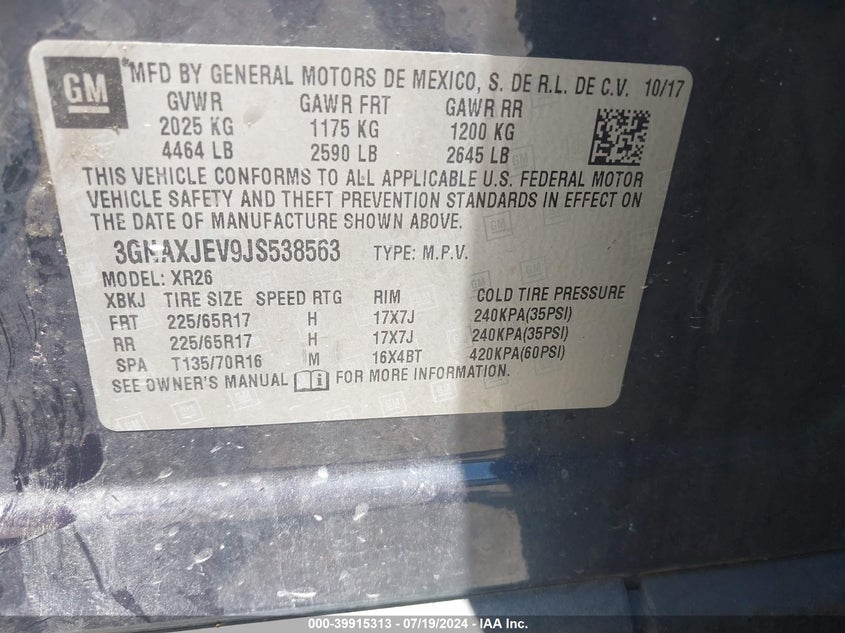 GM
MFD BY GENERAL MOTORS DE MEXICO, S. DE R.L. DE C.V. 10/17
GVWR GAWR FRT GAWR RR
2025 KG 1175 KG 1200 KG
4464 LB 2590 LB 2645 LB
THIS VEHICLE CONFORMS TO ALL APPLICABLE U.S. FEDERAL MOTOR
VEHICLE SAFETY AND THEFT PREVENTION STANDARDS IN EFFECT ON
THE DATE OF MANUFACTURE SHOWN ABOVE.
3GNAXJEV9JS538563 TYPE: M.P.V.
MODEL: XR26
XBKJ TIRE SIZE SPEED RTG RIM COLD TIRE PRESSURE
FRT 225/65R17 H 17X7J 240KPA(35PSI)
RR 225/65R17 H 17X7J 240KPA(35PSI)
SPA T135/70R16 M 16X4BT 420KPA(60PSI)
SEE OWNER'S MANUAL FOR MORE INFORMATION.
000-39915313 - 07/19/2024 - IAA Inc.